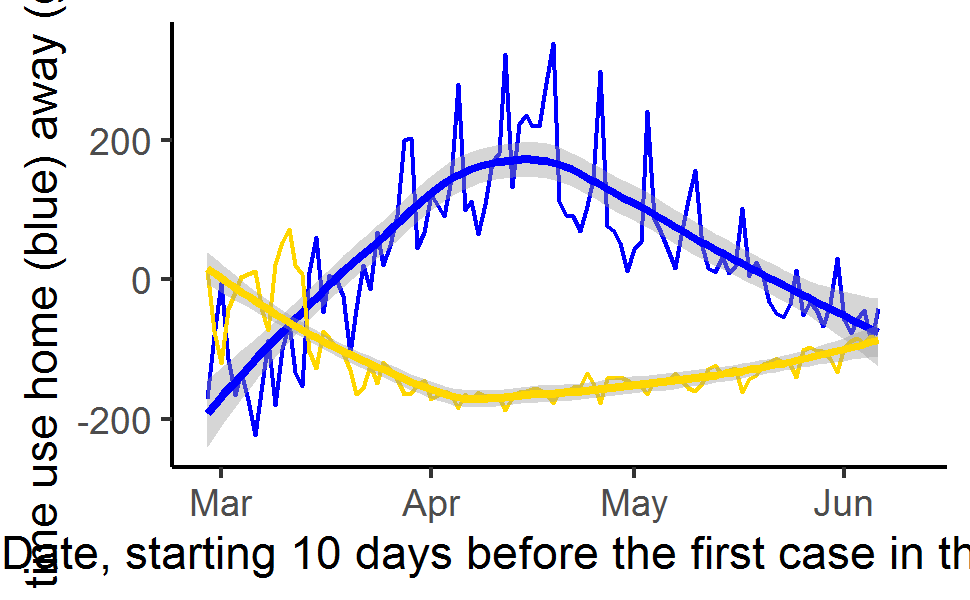 time use home (blue) away (
200
0
-200
Mar Apr May Jun
Date, starting 10 days before the first case in th